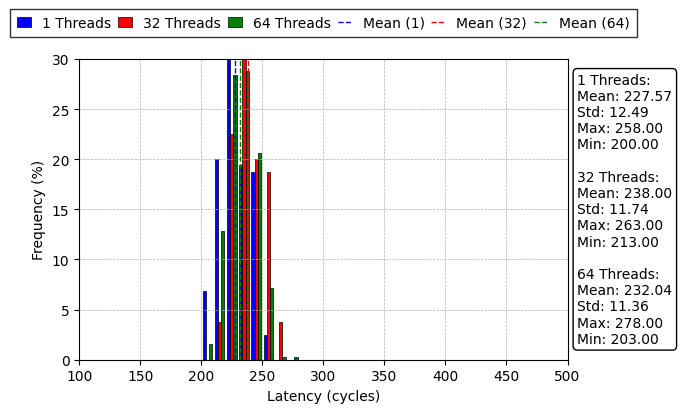 1 Threads 32 Threads 64 Threads Mean (1) Mean (32) Mean (64)
30
25
20
15
10
5
0
Frequency (%)
100 150 200 250 300 350 400 450 500
Latency (cycles)
1 Threads:
Mean: 227.57
Std: 12.49
Max: 258.00
Min: 200.00
32 Threads:
Mean: 238.00
Std: 11.74
Max: 263.00
Min: 213.00
64 Threads:
Mean: 232.04
Std: 11.36
Max: 278.00
Min: 203.00